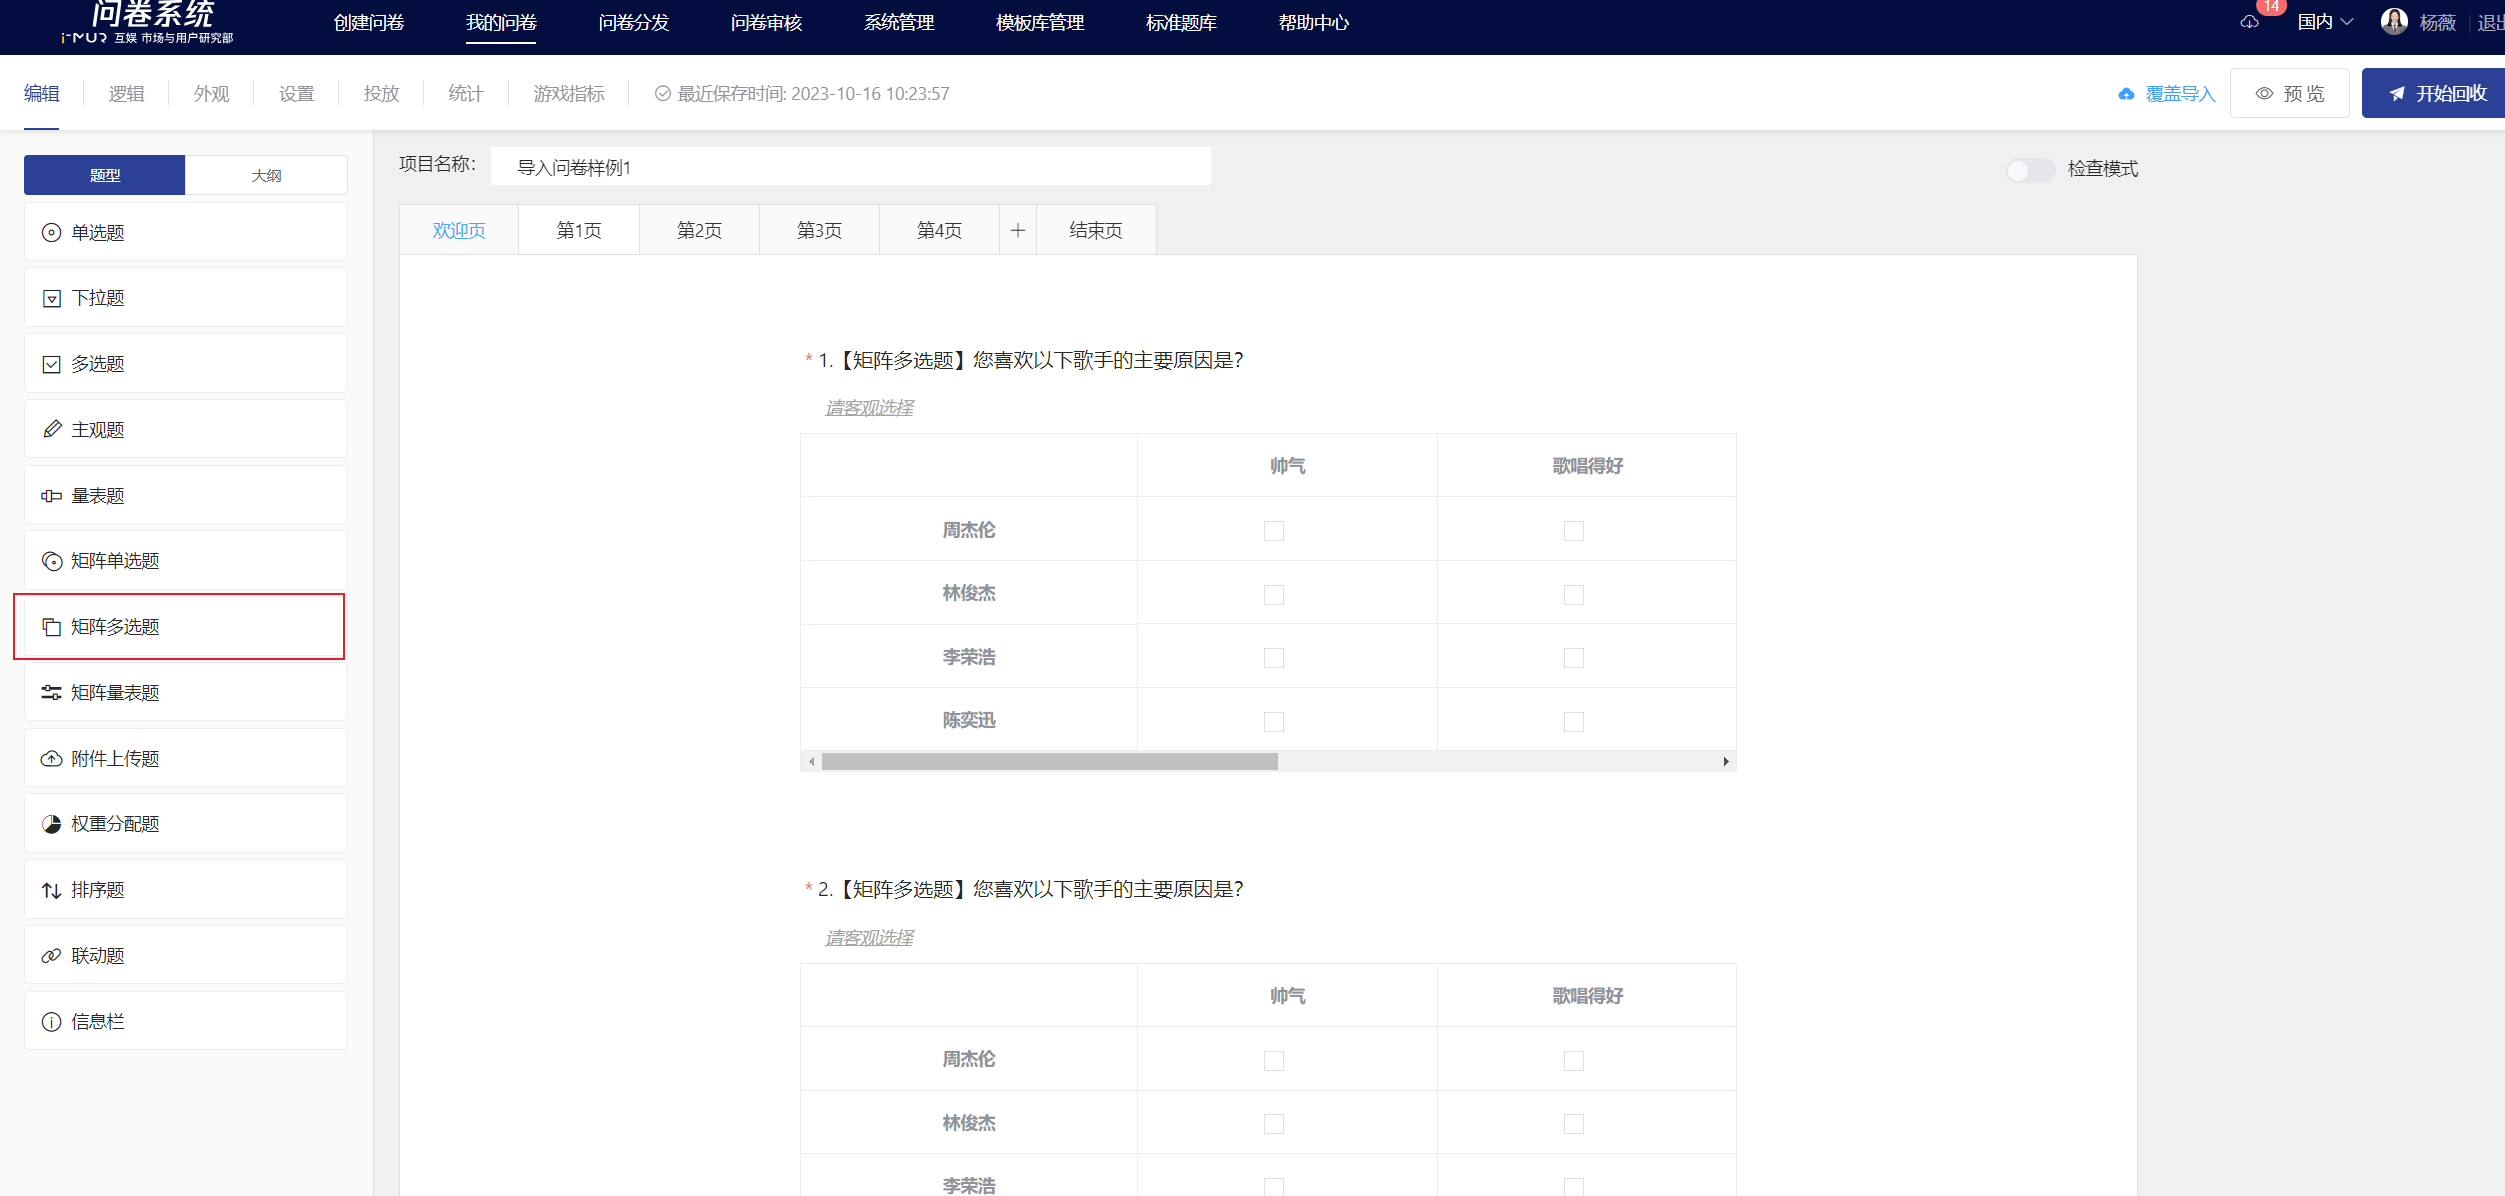 问卷系统
i-MUR 互娱 市场与用户研究部
创建问卷 我的问卷 问卷分发 问卷审核 系统管理 模板库管理 标准题库 帮助中心
14 国内 杨薇 退出
编辑 逻辑 外观 设置 投放 统计 游戏指标 最近保存时间: 2023-10-16 10:23:57 覆盖导入 预 览 开始回收
题型 大纲
单选题
下拉题
多选题
主观题
量表题
矩阵单选题
矩阵多选题
矩阵量表题
附件上传题
权重分配题
排序题
联动题
信息栏
项目名称: 导入问卷样例1 检查模式
欢迎页 第1页 第2页 第3页 第4页 + 结束页
* 1.【矩阵多选题】您喜欢以下歌手的主要原因是?
请客观选择
帅气 歌唱得好
周杰伦
林俊杰
李荣浩
陈奕迅
* 2.【矩阵多选题】您喜欢以下歌手的主要原因是?
请客观选择
帅气 歌唱得好
周杰伦
林俊杰
李荣浩